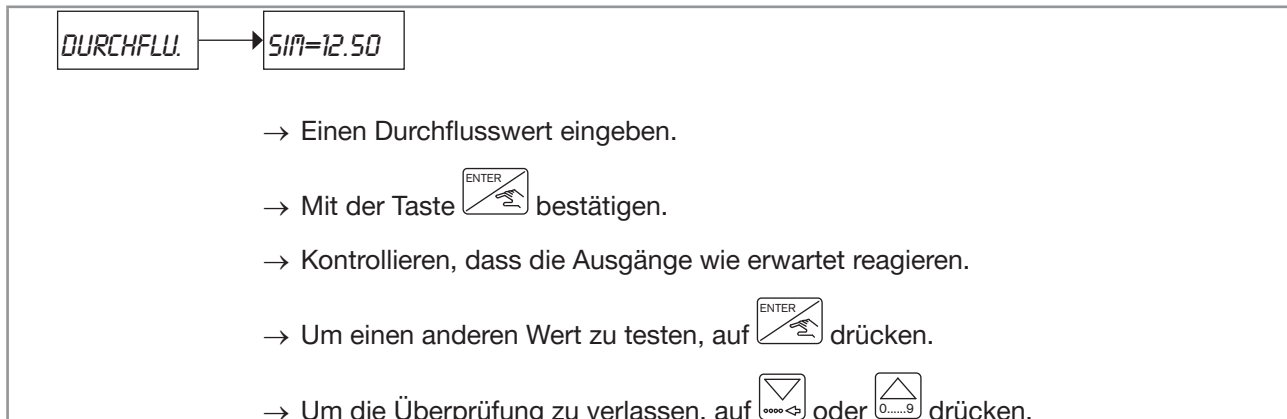 DURCHFLU. SIM=12.50
→ Einen Durchflusswert eingeben.
→ Mit der Taste ENTER bestätigen.
→ Kontrollieren, dass die Ausgänge wie erwartet reagieren.
→ Um einen anderen Wert zu testen, auf ENTER drücken.
→ Um die Überprüfung zu verlassen, auf oder 0......9 drücken.